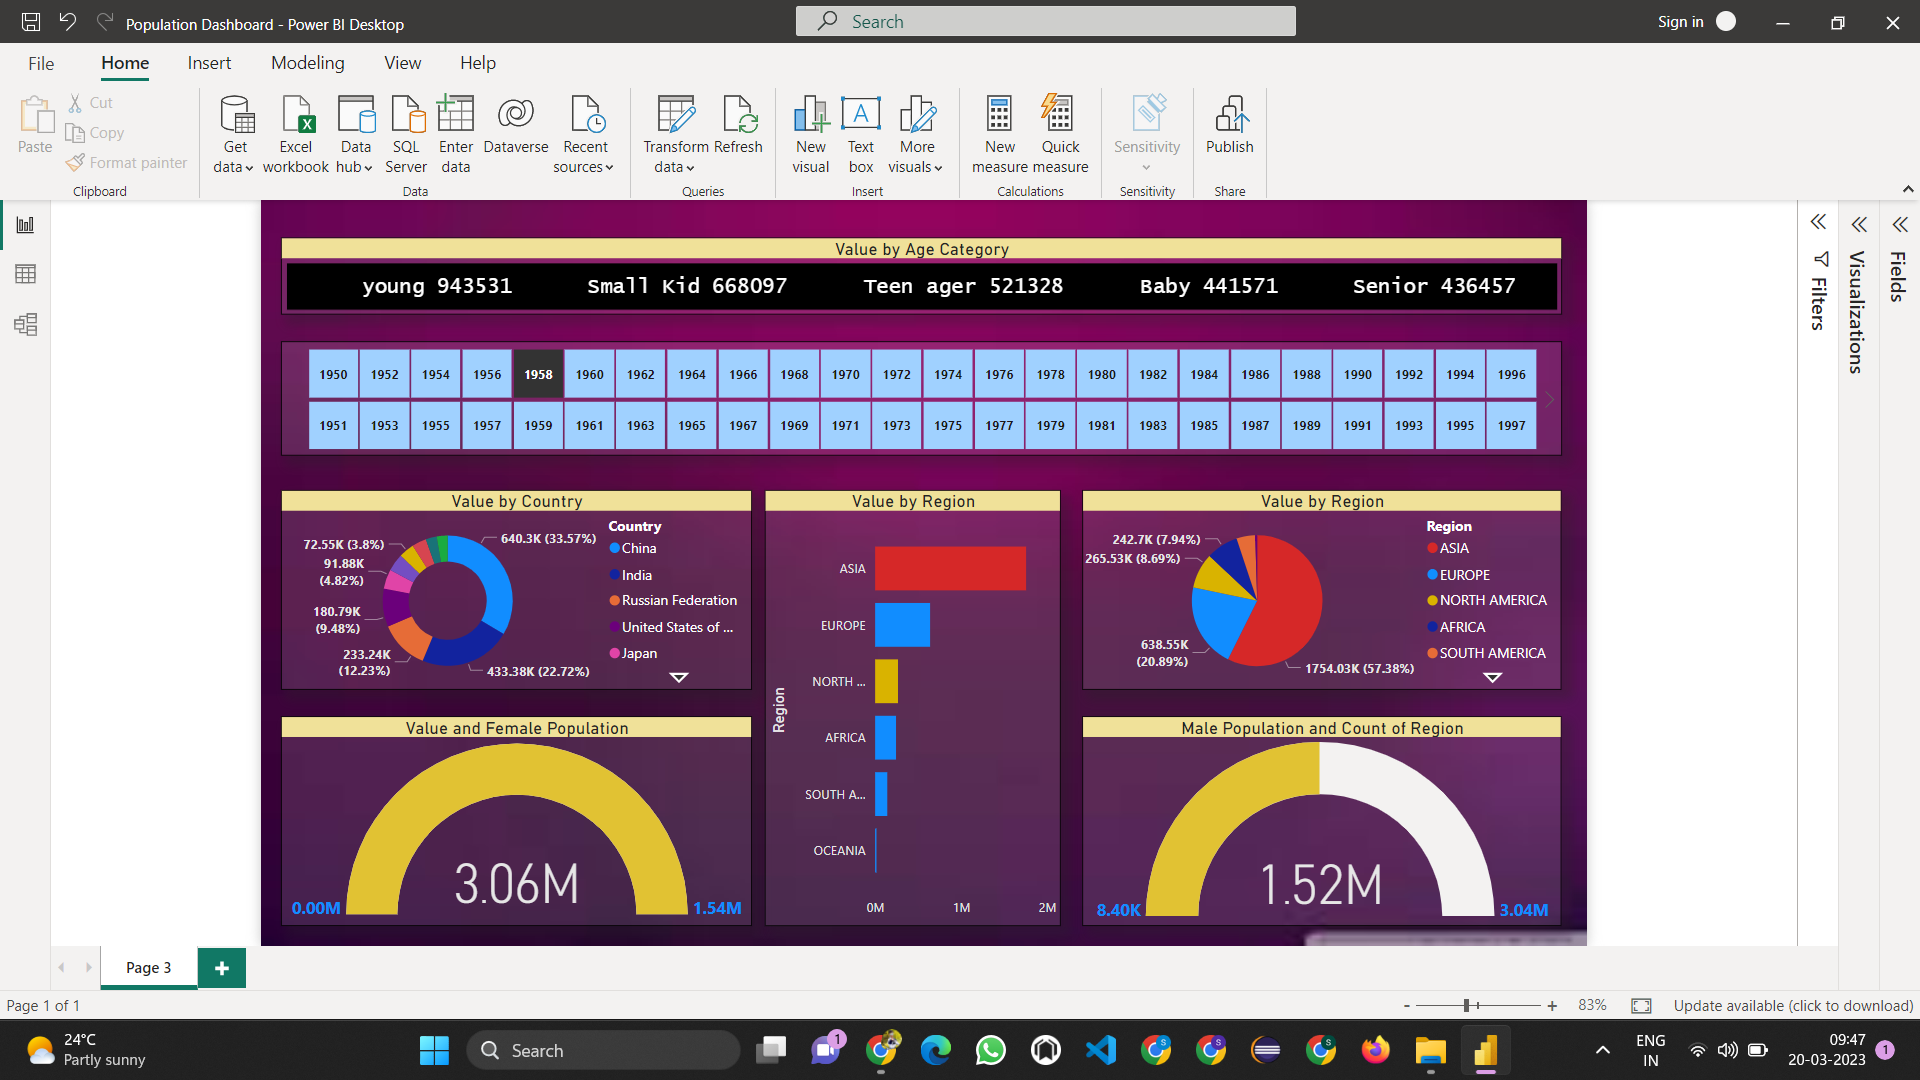 Population Dashboard - Power BI Desktop
Search
Sign in
File Home Insert Modeling View Help
Paste
Cut
Copy
Format painter
Clipboard
Get data
Excel workbook
Data hub
SQL Server
Enter data
Dataverse
Recent sources
Data
Transform data
Refresh
Queries
New visual
Text box
More visuals
Insert
New measure
Quick measure
Calculations
Sensitivity
Sensitivity
Publish
Share
Filters
Visualizations
Fields
Value by Age Category
young 943531 Small Kid 668097 Teen ager 521328 Baby 441571 Senior 436457
1950 1952 1954 1956 1958 1960 1962 1964 1966 1968 1970 1972 1974 1976 1978 1980 1982 1984 1986 1988 1990 1992 1994 1996
1951 1953 1955 1957 1959 1961 1963 1965 1967 1969 1971 1973 1975 1977 1979 1981 1983 1985 1987 1989 1991 1993 1995 1997
Value by Country
72.55K (3.8%)
91.88K
(4.82%)
180.79K
(9.48%)
233.24K
(12.23%)
640.3K (33.57%)
433.38K (22.72%)
Country
China
India
Russian Federation
United States of ...
Japan
Value by Region
Region
ASIA
EUROPE
NORTH ...
AFRICA
SOUTH A...
OCEANIA
0M 1M 2M
Value by Region
242.7K (7.94%)
265.53K (8.69%)
638.55K
(20.89%)
1754.03K (57.38%)
Region
ASIA
EUROPE
NORTH AMERICA
AFRICA
SOUTH AMERICA
Value and Female Population
3.06M
0.00M 1.54M
Male Population and Count of Region
1.52M
8.40K 3.04M
Page 3
+
Page 1 of 1
- + 83%
Update available (click to download)
24°C
Partly sunny
Search
1
S
S
S
ENG
IN
09:47
20-03-2023
1